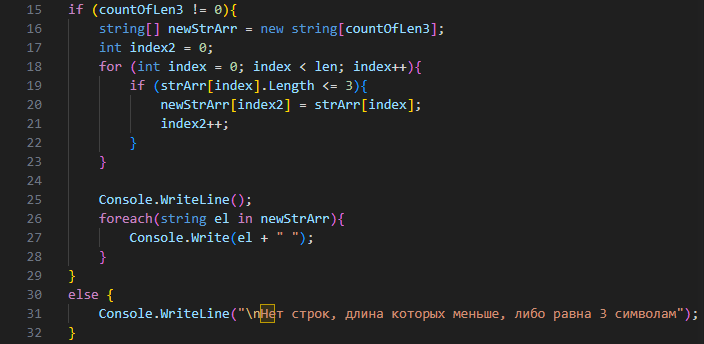 15 if (countOfLen3 != 0){
16 string[] newStrArr = new string[countOfLen3];
17 int index2 = 0;
18 for (int index = 0; index < len; index++){
19 if (strArr[index].Length <= 3){
20 newStrArr[index2] = strArr[index];
21 index2++;
22 }
23 }
24
25 Console.WriteLine();
26 foreach(string el in newStrArr){
27 Console.Write(el + " ");
28 }
29 }
30 else {
31 Console.WriteLine("\nНет строк, длина которых меньше, либо равна 3 символам");
32 }